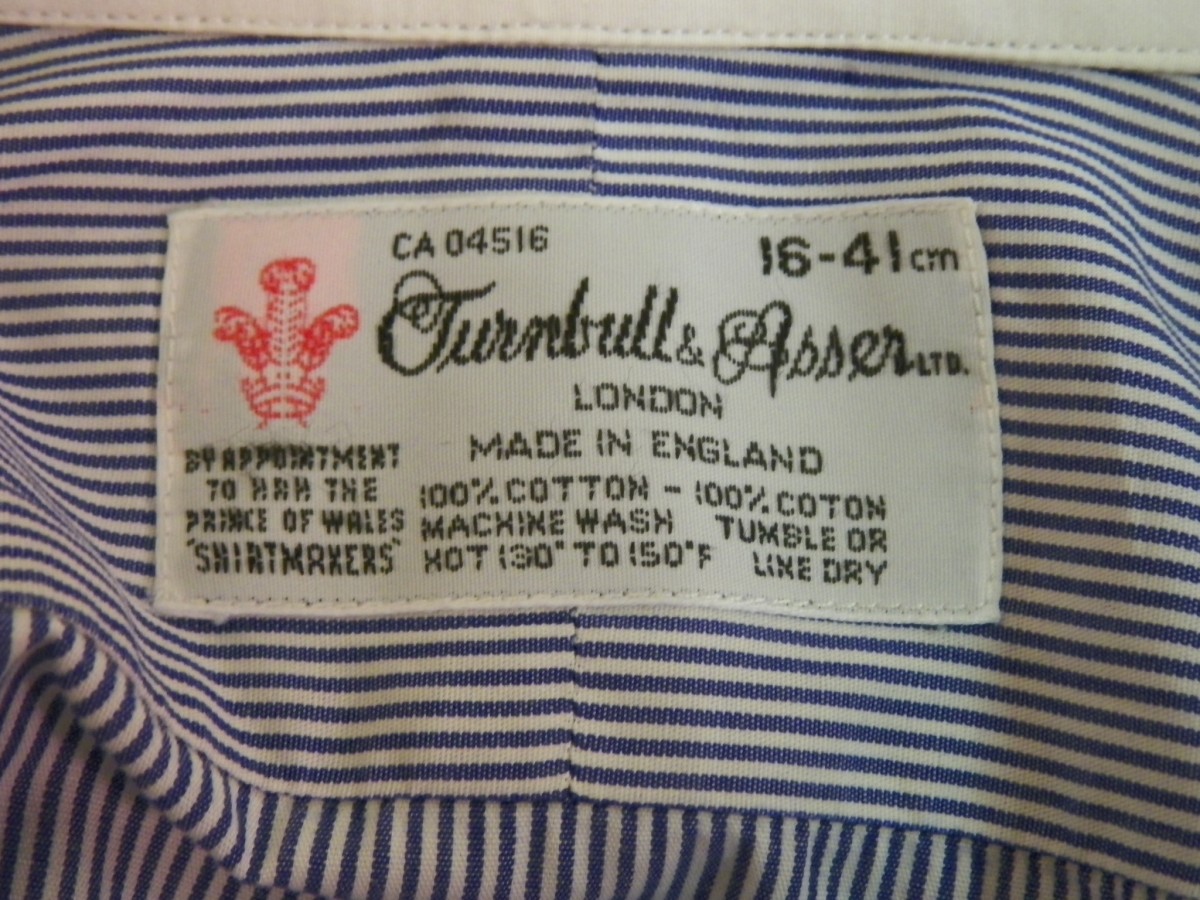 CA 04516
16-41cm
Turnbull & Asser LTD.
LONDON
MADE IN ENGLAND
BY APPOINTMENT
TO HRH THE
PRINCE OF WALES
"SHIRTMAKERS"
100% COTTON - 100% COTON
MACHINE WASH TUMBLE OR
HOT 130° TO 150°F LINE DRY